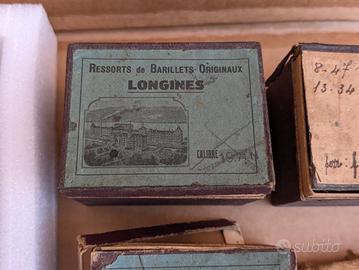 RESSORTS DE BARILLETS ORIGINAUX
LONGINES
CALIBRE
8-47
13.34
subito